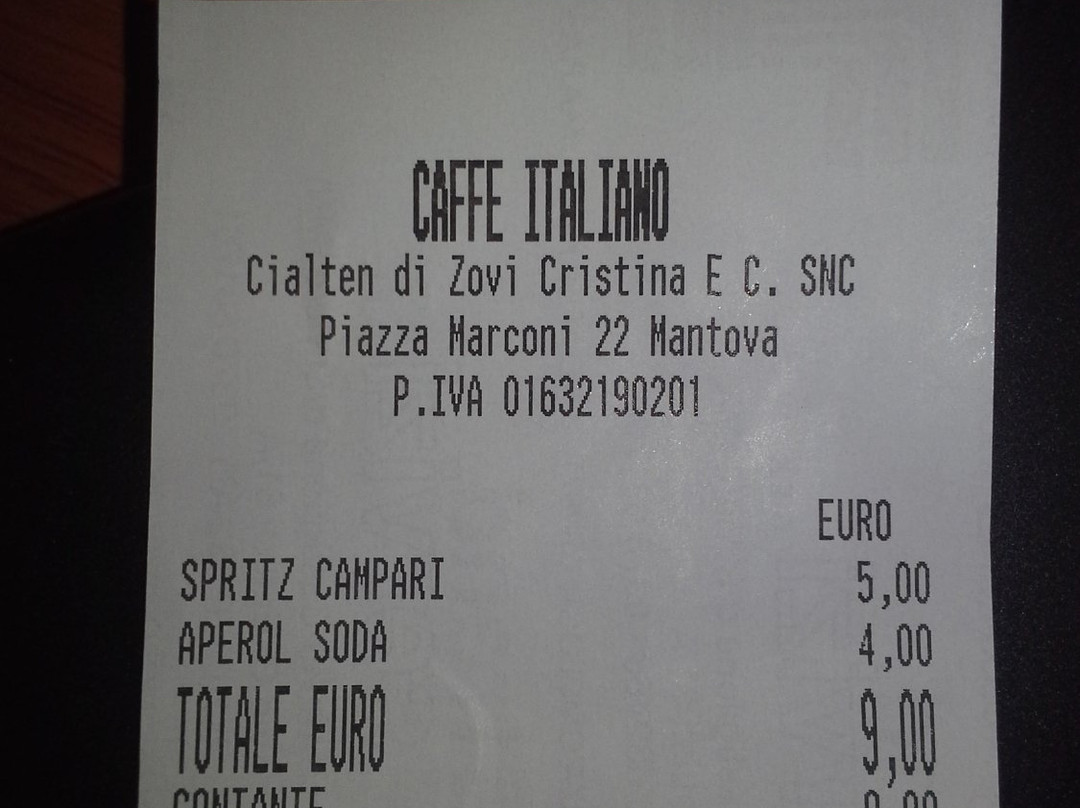 CAFFE ITALIANO
Cialten di Zovi Cristina E C. SNC
Piazza Marconi 22 Mantova
P.IVA 01632190201
EURO
SPRITZ CAMPARI 5,00
APEROL SODA 4,00
TOTALE EURO 9,00
CONTANTE